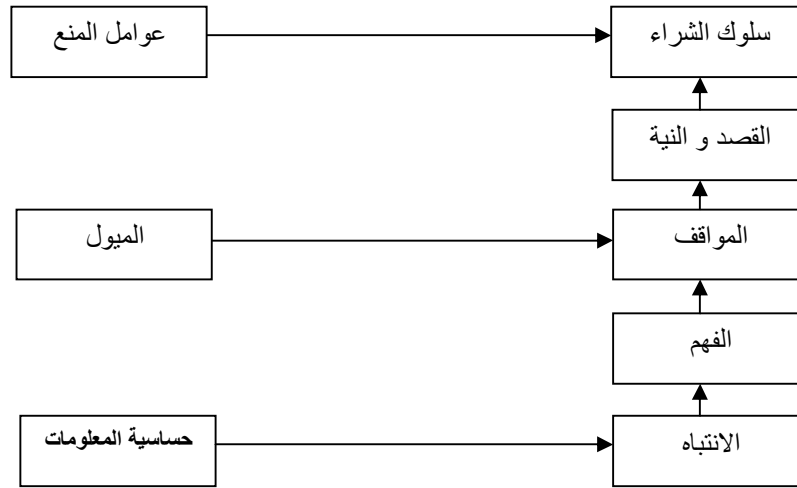 سلوك الشراء
عوامل المنع
القصد و النية
المواقف
الميول
الفهم
الانتباه
حساسية المعلومات